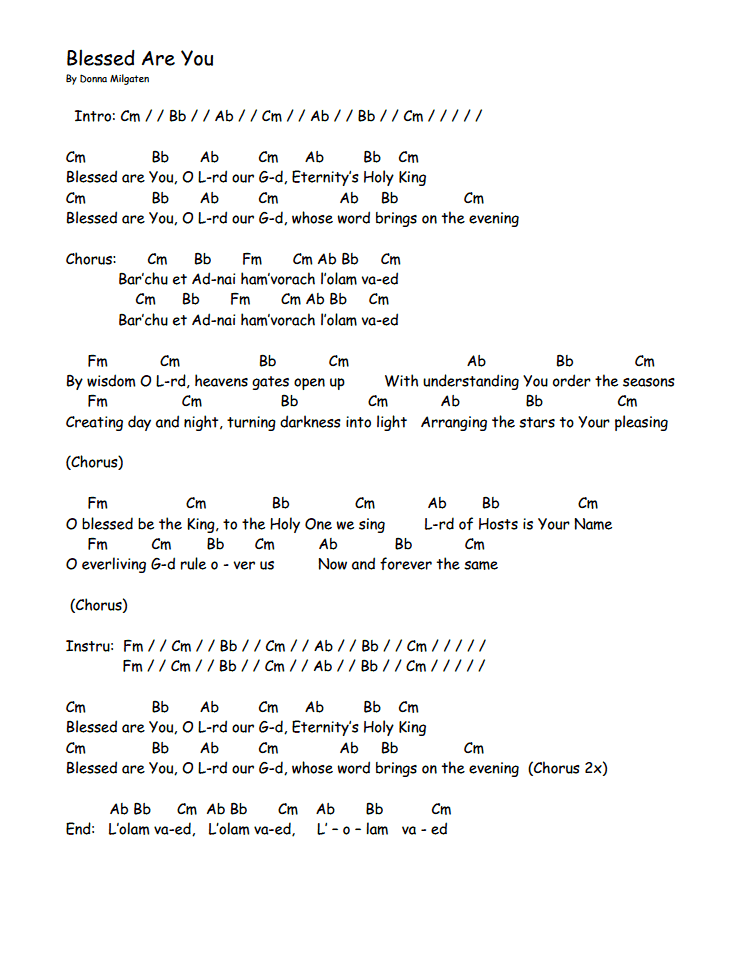 Blessed Are You
By Donna Milgaten
Intro: Cm / / Bb / / Ab / / Cm / / Ab / / Bb / / Cm / / / / /
Cm Bb Ab Cm Ab Bb Cm
Blessed are You, O L-rd our G-d, Eternity's Holy King
Cm Bb Ab Cm Ab Bb Cm
Blessed are You, O L-rd our G-d, whose word brings on the evening
Chorus: Cm Bb Fm Cm Ab Bb Cm
Bar'chu et Ad-nai ham'vorach l'olam va-ed
Cm Bb Fm Cm Ab Bb Cm
Bar'chu et Ad-nai ham'vorach l'olam va-ed
Fm Cm Bb Cm Ab Bb Cm
By wisdom O L-rd, heavens gates open up With understanding You order the seasons
Fm Cm Bb Cm Ab Bb Cm
Creating day and night, turning darkness into light Arranging the stars to Your pleasing
(Chorus)
Fm Cm Bb Cm Ab Bb Cm
O blessed be the King, to the Holy One we sing L-rd of Hosts is Your Name
Fm Cm Bb Cm Ab Bb Cm
O everliving G-d rule o - ver us Now and forever the same
(Chorus)
Instru: Fm / / Cm / / Bb / / Cm / / Ab / / Bb / / Cm / / / / /
Fm / / Cm / / Bb / / Cm / / Ab / / Bb / / Cm / / / / /
Cm Bb Ab Cm Ab Bb Cm
Blessed are You, O L-rd our G-d, Eternity's Holy King
Cm Bb Ab Cm Ab Bb Cm
Blessed are You, O L-rd our G-d, whose word brings on the evening (Chorus 2x)
Ab Bb Cm Ab Bb Cm Ab Bb Cm
End: L'olam va-ed, L'olam va-ed, L' – o – lam va - ed